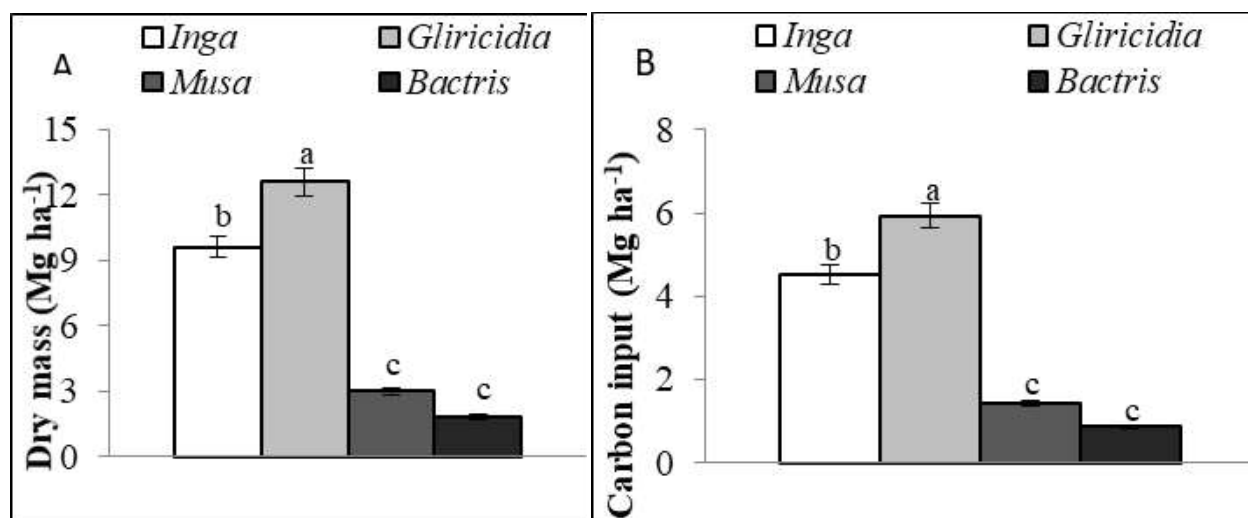 Inga Gliricidia
A
Musa Bactris
Dry mass (Mg ha⁻¹)
15
12
9
6
3
0
b
a
c
c
Inga Gliricidia
B
Musa Bactris
Carbon input (Mg ha⁻¹)
8
6
4
2
0
b
a
c
c